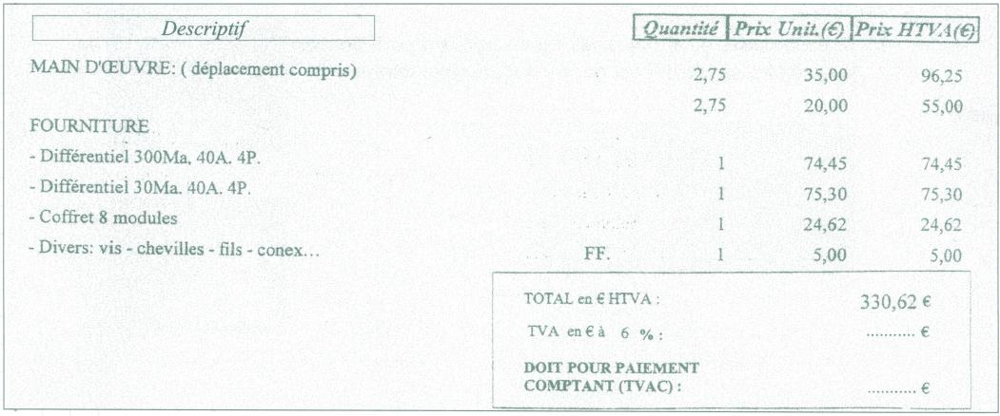 Descriptif Quantité Prix Unit.(€) Prix HTVA(€)
MAIN D'ŒUVRE: ( déplacement compris) 2,75 35,00 96,25
2,75 20,00 55,00
FOURNITURE
- Différentiel 300Ma, 40A. 4P. 1 74,45 74,45
- Différentiel 30Ma. 40A. 4P. 1 75,30 75,30
- Coffret 8 modules 1 24,62 24,62
- Divers: vis - chevilles - fils - conex... FF. 1 5,00 5,00
TOTAL en € HTVA : 330,62 €
TVA en € à 6 % : ........... €
DOIT POUR PAIEMENT
COMPTANT (TVAC) : ........... €